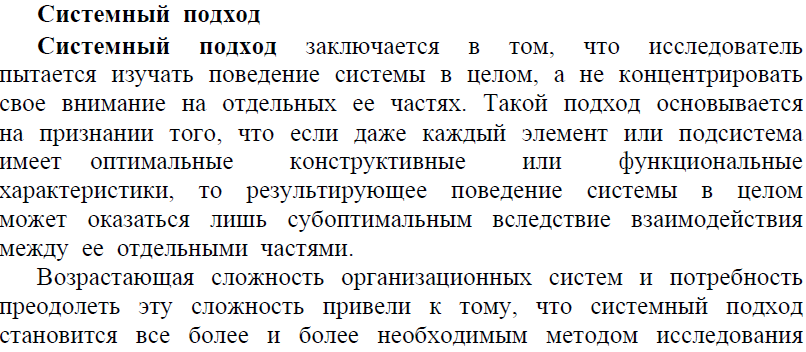 Системный подход
Системный подход заключается в том, что исследователь
пытается изучать поведение системы в целом, а не концентрировать
свое внимание на отдельных ее частях. Такой подход основывается
на признании того, что если даже каждый элемент или подсистема
имеет оптимальные конструктивные или функциональные
характеристики, то результирующее поведение системы в целом
может оказаться лишь субоптимальным вследствие взаимодействия
между ее отдельными частями.
Возрастающая сложность организационных систем и потребность
преодолеть эту сложность привели к тому, что системный подход
становится все более и более необходимым методом исследования